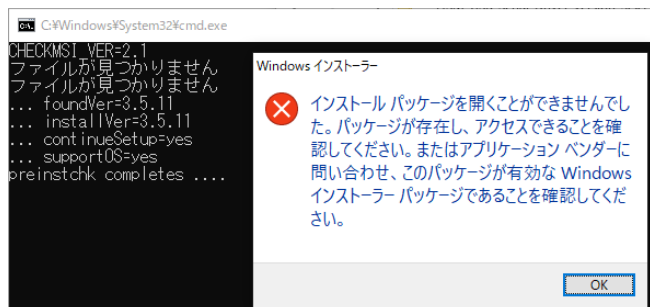 C:¥Windows¥System32¥cmd.exe
CHECKMSI_VER=2.1
ファイルが見つかりません
ファイルが見つかりません
... foundVer=3.5.11
... installVer=3.5.11
... continueSetup=yes
... supportOS=yes
preinstchk completes ....
Windows インストーラー
インストール パッケージを開くことができませんでし
た。パッケージが存在し、アクセスできることを確
認してください。またはアプリケーション ベンダーに
問い合わせ、このパッケージが有効な Windows
インストーラー パッケージであることを確認してくだ
さい。
OK